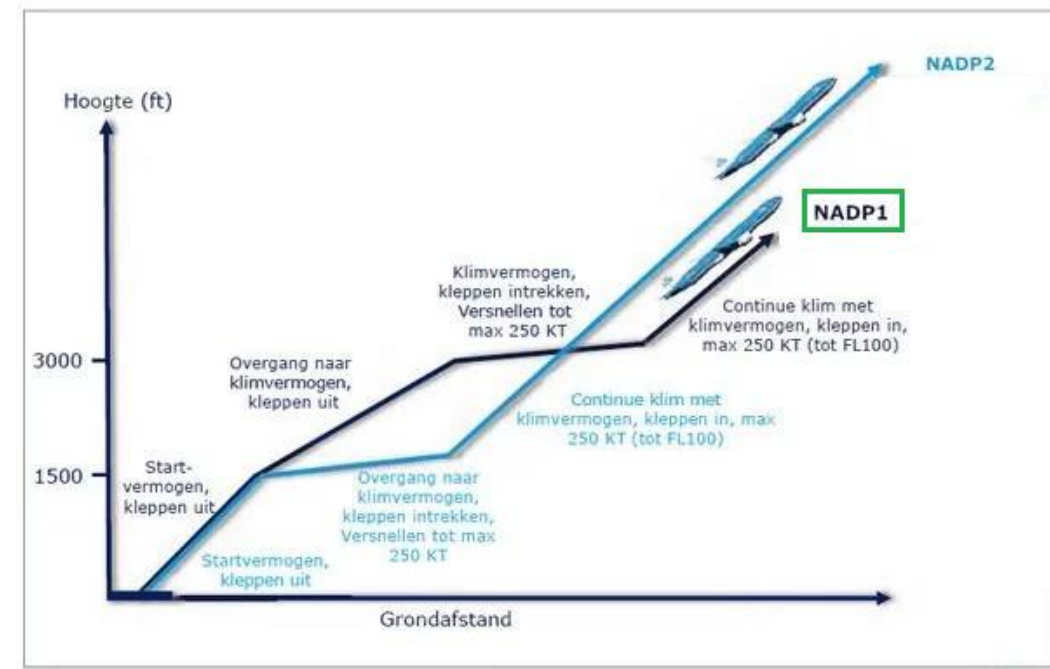 NADP2
Hoogte (ft)
NADP1
Klimvermogen,
kleppen intrekken,
Versnellen tot
max 250 KT
Continue klim met
klimvermogen, kleppen in,
max 250 KT (tot FL100)
3000
Overgang naar
klimvermogen,
kleppen uit
Continue klim met
klimvermogen, kleppen in, max
250 KT (tot FL100)
1500
Start-
vermogen,
kleppen uit
Overgang naar
klimvermogen,
kleppen intrekken,
Versnellen tot max
250 KT
Startvermogen,
kleppen uit
Grondafstand